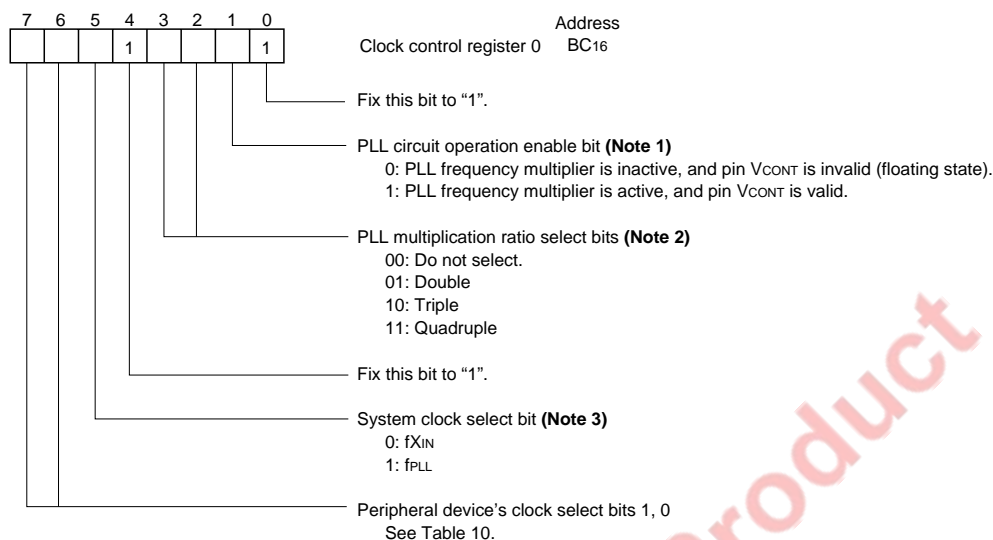 7 6 5 4 3 2 1 0
Address
1 1
Clock control register 0 BC16
Fix this bit to “1”.
PLL circuit operation enable bit (Note 1)
0: PLL frequency multiplier is inactive, and pin VCONT is invalid (floating state).
1: PLL frequency multiplier is active, and pin VCONT is valid.
PLL multiplication ratio select bits (Note 2)
00: Do not select.
01: Double
10: Triple
11: Quadruple
Fix this bit to “1”.
System clock select bit (Note 3)
0: fXIN
1: fPLL
Peripheral device’s clock select bits 1, 0
See Table 10.
roduct